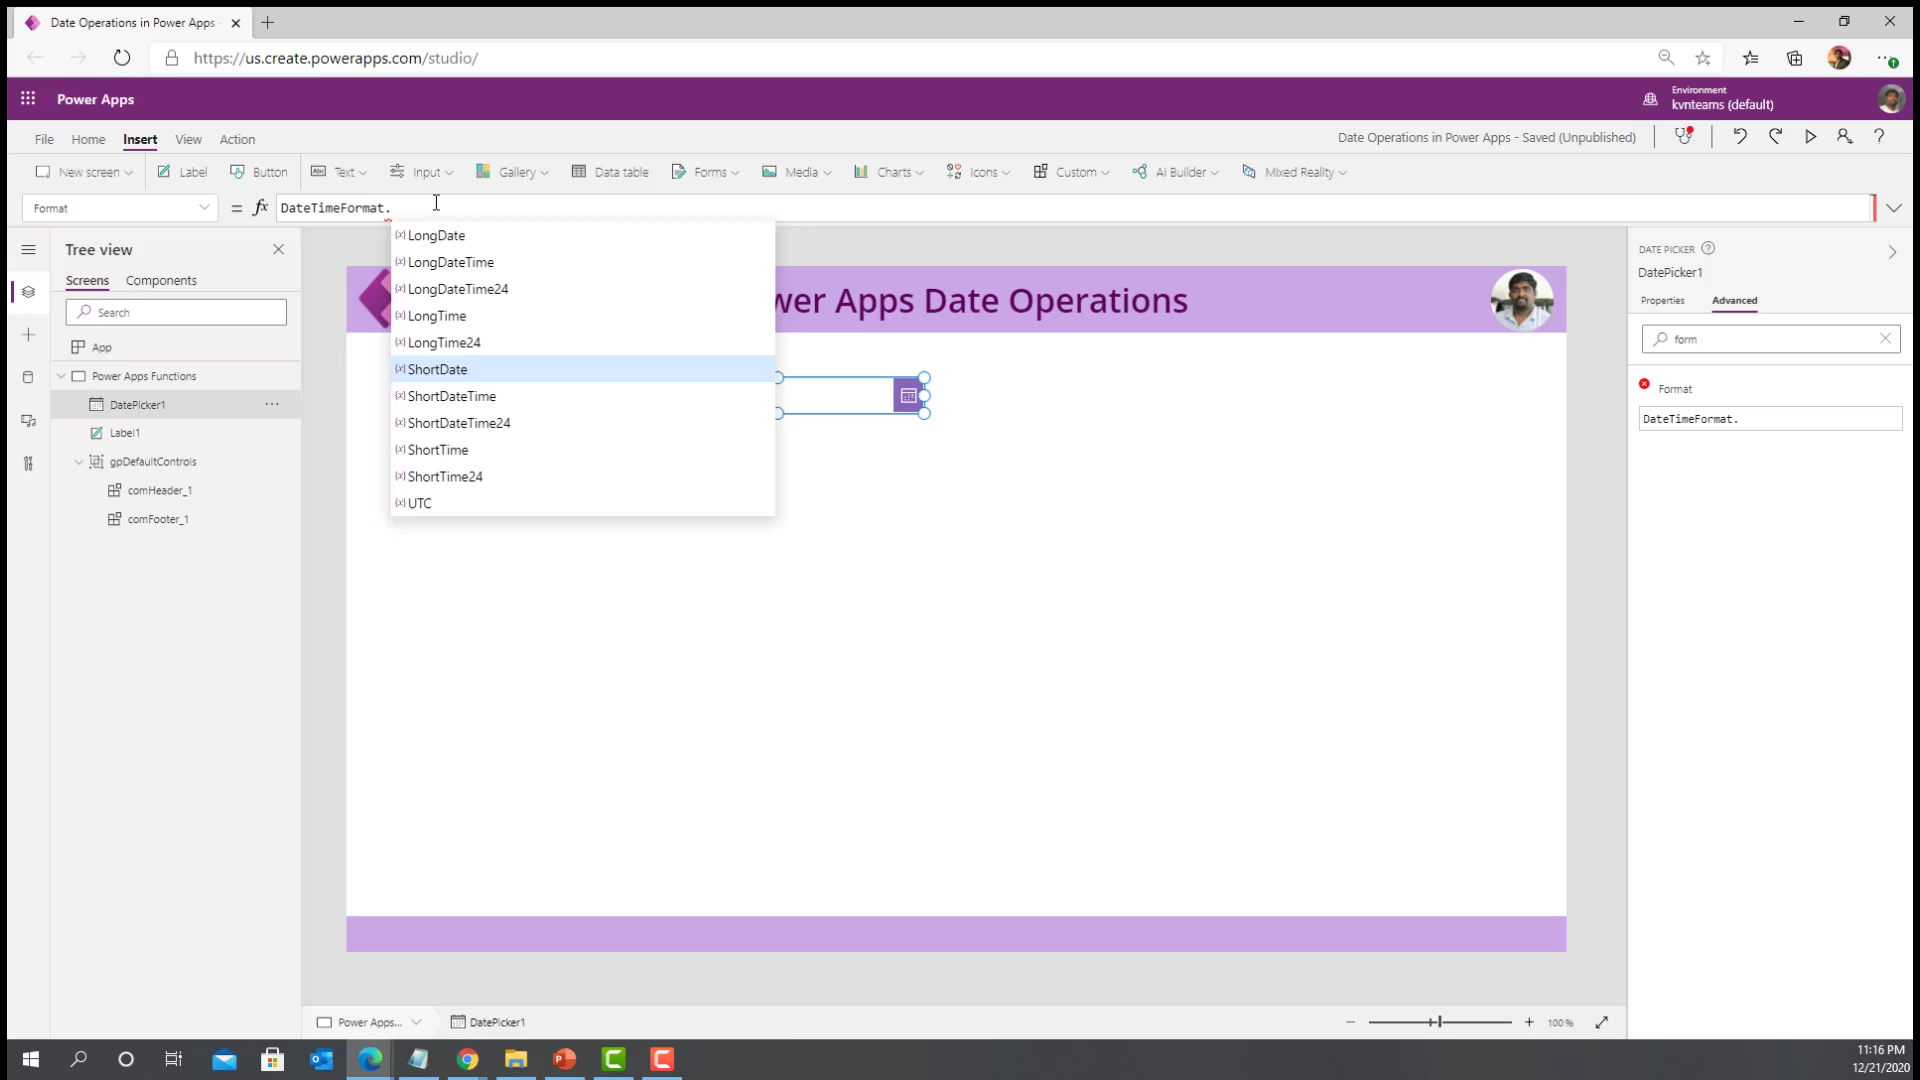 Date Operations in Power Apps
https://us.create.powerapps.com/studio/
Power Apps
Environment
kvnteams (default)
File Home Insert View Action
Date Operations in Power Apps - Saved (Unpublished)
New screen Label Button Text Input Gallery Data table Forms Media Charts Icons Custom AI Builder Mixed Reality
Format = fx DateTimeFormat.
LongDate
LongDateTime
LongDateTime24
LongTime
LongTime24
ShortDate
ShortDateTime
ShortDateTime24
ShortTime
ShortTime24
UTC
Tree view
Screens Components
Search
App
Power Apps Functions
DatePicker1 ...
Label1
gpDefaultControls
comHeader_1
comFooter_1
wer Apps Date Operations
DATE PICKER
DatePicker1
Properties Advanced
form
Format
DateTimeFormat.
Power Apps... DatePicker1
100 %
11:16 PM
12/21/2020